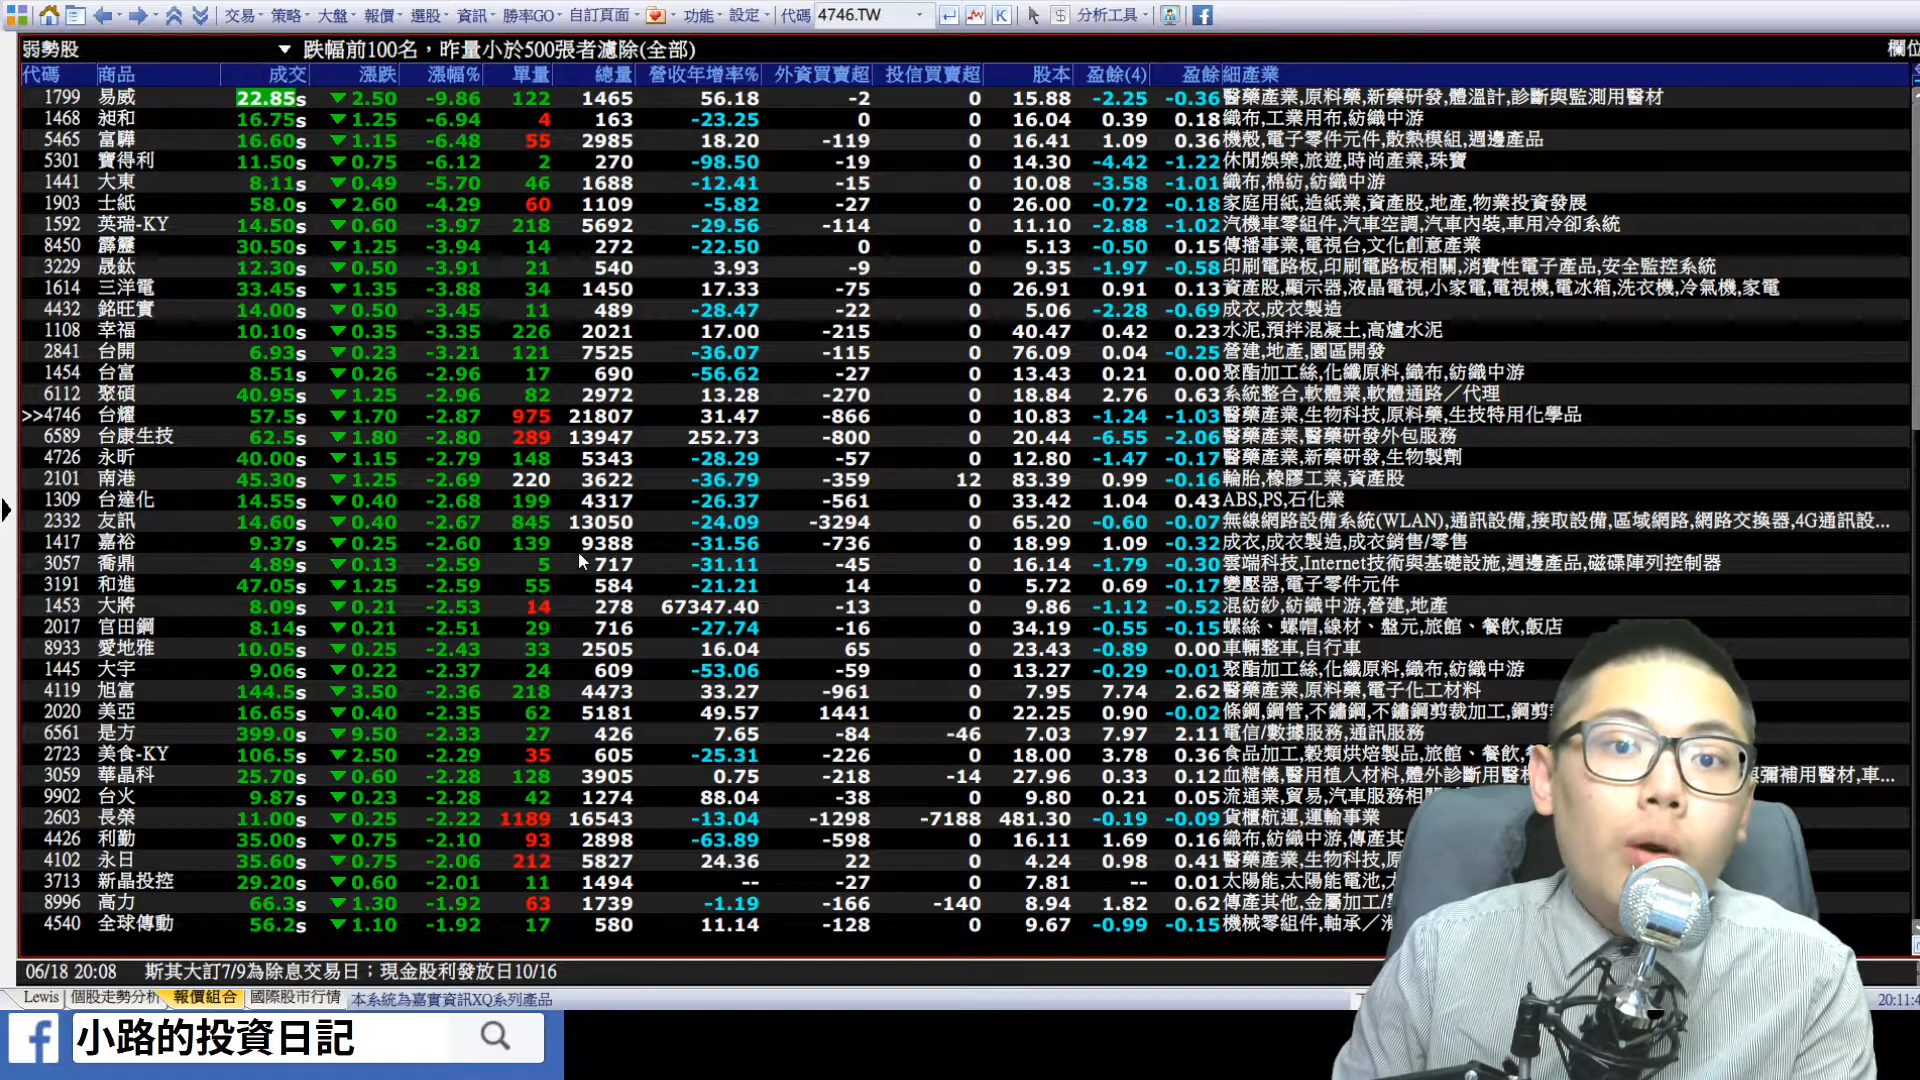 交易 策略 大盤 報價 選股 資訊 勝率GO 自訂頁面 功能 設定 代碼 4746.TW K $ 分析工具
弱勢股 ▼ 跌幅前100名，昨量小於500張者濾除(全部) 欄位
代碼 商品 成交 漲跌 漲幅% 單量 總量 營收年增率% 外資買賣超 投信買賣超 股本 盈餘(4) 盈餘 細產業
1799 易威 22.85s ▼ 2.50 -9.86 122 1465 56.18 -2 0 15.88 -2.25 -0.36 醫藥產業,原料藥,新藥研發,體溫計,診斷與監測用醫材
1468 昶和 16.75s ▼ 1.25 -6.94 4 163 -23.25 0 0 16.04 0.39 0.18 織布,工業用布,紡織中游
5465 富驊 16.60s ▼ 1.15 -6.48 55 2985 18.20 -119 0 16.41 1.09 0.36 機殼,電子零件元件,散熱模組,週邊產品
5301 寶得利 11.50s ▼ 0.75 -6.12 2 270 -98.50 -19 0 14.30 -4.42 -1.22 休閒娛樂,旅遊,時尚產業,珠寶
1441 大東 8.11s ▼ 0.49 -5.70 46 1688 -12.41 -15 0 10.08 -3.58 -1.01 織布,棉紡,紡織中游
1903 士紙 58.0s ▼ 2.60 -4.29 60 1109 -5.82 -27 0 26.00 -0.72 -0.18 家庭用紙,造紙業,資產股,地產,物業投資發展
1592 英瑞-KY 14.50s ▼ 0.60 -3.97 218 5692 -29.56 -114 0 11.10 -2.88 -1.02 汽機車零組件,汽車空調,汽車內裝,車用冷卻系統
8450 霹靂 30.50s ▼ 1.25 -3.94 14 272 -22.50 0 0 5.13 -0.50 0.15 傳播事業,電視台,文化創意產業
3229 晟鈦 12.30s ▼ 0.50 -3.91 21 540 3.93 -9 0 9.35 -1.97 -0.58 印刷電路板,印刷電路板相關,消費性電子產品,安全監控系統
1614 三洋電 33.45s ▼ 1.35 -3.88 34 1450 17.33 -75 0 26.91 0.91 0.13 資產股,顯示器,液晶電視,小家電,電視機,電冰箱,洗衣機,冷氣機,家電
4432 銘旺實 14.00s ▼ 0.50 -3.45 11 489 -28.47 -22 0 5.06 -2.28 -0.69 成衣,成衣製造
1108 幸福 10.10s ▼ 0.35 -3.35 226 2021 17.00 -215 0 40.47 0.42 0.23 水泥,預拌混凝土,高爐水泥
2841 台開 6.93s ▼ 0.23 -3.21 121 7525 -36.07 -115 0 76.09 0.04 -0.25 營建,地產,園區開發
1454 台富 8.51s ▼ 0.26 -2.96 17 690 -56.62 -27 0 13.43 0.21 0.00 聚酯加工絲,化纖原料,織布,紡織中游
6112 聚碩 40.95s ▼ 1.25 -2.96 82 2972 13.28 -270 0 18.84 2.76 0.63 系統整合,軟體業,軟體通路／代理
>>4746 台耀 57.5s ▼ 1.70 -2.87 975 21807 31.47 -866 0 10.83 -1.24 -1.03 醫藥產業,生物科技,原料藥,生技特用化學品
6589 台康生技 62.5s ▼ 1.80 -2.80 289 13947 252.73 -800 0 20.44 -6.55 -2.06 醫藥產業,醫藥研發外包服務
4726 永昕 40.00s ▼ 1.15 -2.79 148 5343 -28.29 -57 0 12.80 -1.47 -0.17 醫藥產業,新藥研發,生物製劑
2101 南港 45.30s ▼ 1.25 -2.69 220 3622 -36.79 -359 12 83.39 0.99 -0.16 輪胎,橡膠工業,資產股
1309 台達化 14.55s ▼ 0.40 -2.68 199 4317 -26.37 -561 0 33.42 1.04 0.43 ABS,PS,石化業
2332 友訊 14.60s ▼ 0.40 -2.67 845 13050 -24.09 -3294 0 65.20 -0.60 -0.07 無線網路設備系統(WLAN),通訊設備,接取設備,區域網路,網路交換器,4G通訊設...
1417 嘉裕 9.37s ▼ 0.25 -2.60 139 9388 -31.56 -736 0 18.99 1.09 -0.32 成衣,成衣製造,成衣銷售/零售
3057 喬鼎 4.89s ▼ 0.13 -2.59 5 717 -31.11 -45 0 16.14 -1.79 -0.30 雲端科技,Internet技術與基礎設施,週邊產品,磁碟陣列控制器
3191 和進 47.05s ▼ 1.25 -2.59 55 584 -21.21 14 0 5.72 0.69 -0.17 變壓器,電子零件元件
1453 大將 8.09s ▼ 0.21 -2.53 14 278 67347.40 -13 0 9.86 -1.12 -0.52 混紡紗,紡織中游,營建,地產
2017 官田鋼 8.14s ▼ 0.21 -2.51 29 716 -27.74 -16 0 34.19 -0.55 -0.15 螺絲、螺帽,線材、盤元,旅館、餐飲,飯店
8933 愛地雅 10.05s ▼ 0.25 -2.43 33 2505 16.04 65 0 23.43 -0.89 0.00 車輛整車,自行車
1445 大宇 9.06s ▼ 0.22 -2.37 24 609 -53.06 -59 0 13.27 -0.29 -0.01 聚酯加工絲,化纖原料,織布,紡織中游
4119 旭富 144.5s ▼ 3.50 -2.36 218 4473 33.27 -961 0 7.95 7.74 2.62 醫藥產業,原料藥,電子化工材料
2020 美亞 16.65s ▼ 0.40 -2.35 62 5181 49.57 1441 0 22.25 0.90 -0.02 條鋼,鋼管,不鏽鋼,不鏽鋼剪裁加工,鋼剪
6561 是方 399.0s ▼ 9.50 -2.33 27 426 7.65 -84 -46 7.03 7.97 2.11 電信/數據服務,通訊服務
2723 美食-KY 106.5s ▼ 2.50 -2.29 35 605 -25.31 -226 0 18.00 3.78 0.36 食品加工,穀類烘焙製品,旅館、餐飲,
3059 華晶科 25.70s ▼ 0.60 -2.28 128 3905 0.75 -218 -14 27.96 0.33 0.12 血糖儀,醫用植入材料,體外診斷用醫材 彌補用醫材,車...
9902 台火 9.87s ▼ 0.23 -2.28 42 1274 88.04 -38 0 9.80 0.21 0.05 流通業,貿易,汽車服務相關
2603 長榮 11.00s ▼ 0.25 -2.22 1189 16543 -13.04 -1298 -7188 481.30 -0.19 -0.09 貨櫃航運,運輸事業
4426 利勤 35.00s ▼ 0.75 -2.10 93 2898 -63.89 -598 0 16.11 1.69 0.16 織布,紡織中游,傳產其
4102 永日 35.60s ▼ 0.75 -2.06 212 5827 24.36 22 0 4.24 0.98 0.41 醫藥產業,生物科技,原
3713 新晶投控 29.20s ▼ 0.60 -2.01 11 1494 -- -27 0 7.81 -- 0.01 太陽能,太陽能電池,太
8996 高力 66.3s ▼ 1.30 -1.92 63 1739 -1.19 -166 -140 8.94 1.82 0.62 傳產其他,金屬加工/
4540 全球傳動 56.2s ▼ 1.10 -1.92 17 580 11.14 -128 0 9.67 -0.99 -0.15 機械零組件,軸承／
06/18 20:08 斯其大訂7/9為除息交易日；現金股利發放日10/16
Lewis 個股走勢分析 報價組合 國際股市行情 本系統為嘉實資訊XQ系列產品 20:11:4
f 小路的投資日記